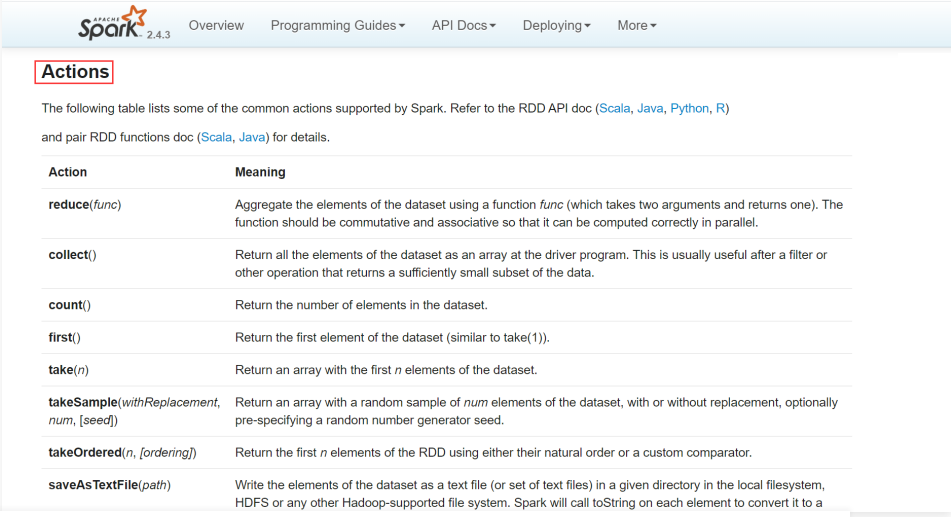 APACHE
Spark 2.4.3 Overview Programming Guides API Docs Deploying More
Actions
The following table lists some of the common actions supported by Spark. Refer to the RDD API doc (Scala, Java, Python, R)
and pair RDD functions doc (Scala, Java) for details.
Action Meaning
reduce(func) Aggregate the elements of the dataset using a function func (which takes two arguments and returns one). The
function should be commutative and associative so that it can be computed correctly in parallel.
collect() Return all the elements of the dataset as an array at the driver program. This is usually useful after a filter or
other operation that returns a sufficiently small subset of the data.
count() Return the number of elements in the dataset.
first() Return the first element of the dataset (similar to take(1)).
take(n) Return an array with the first n elements of the dataset.
takeSample(withReplacement, Return an array with a random sample of num elements of the dataset, with or without replacement, optionally
num, [seed]) pre-specifying a random number generator seed.
takeOrdered(n, [ordering]) Return the first n elements of the RDD using either their natural order or a custom comparator.
saveAsTextFile(path) Write the elements of the dataset as a text file (or set of text files) in a given directory in the local filesystem,
HDFS or any other Hadoop-supported file system. Spark will call toString on each element to convert it to a